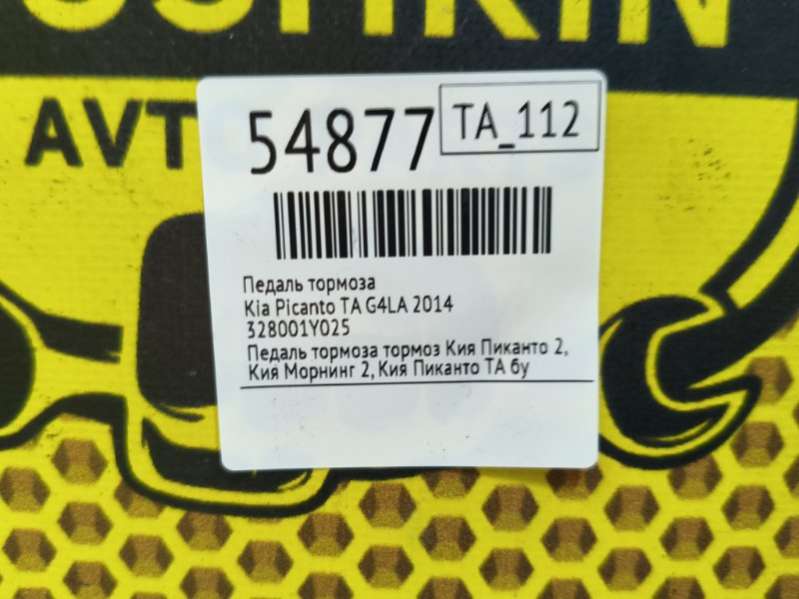 AVT
54877
TA_112
Педаль тормоза
Kia Picanto TA G4LA 2014
328001Y025
Педаль тормоза тормоз Кия Пиканто 2,
Кия Морнинг 2, Кия Пиканто ТА бу